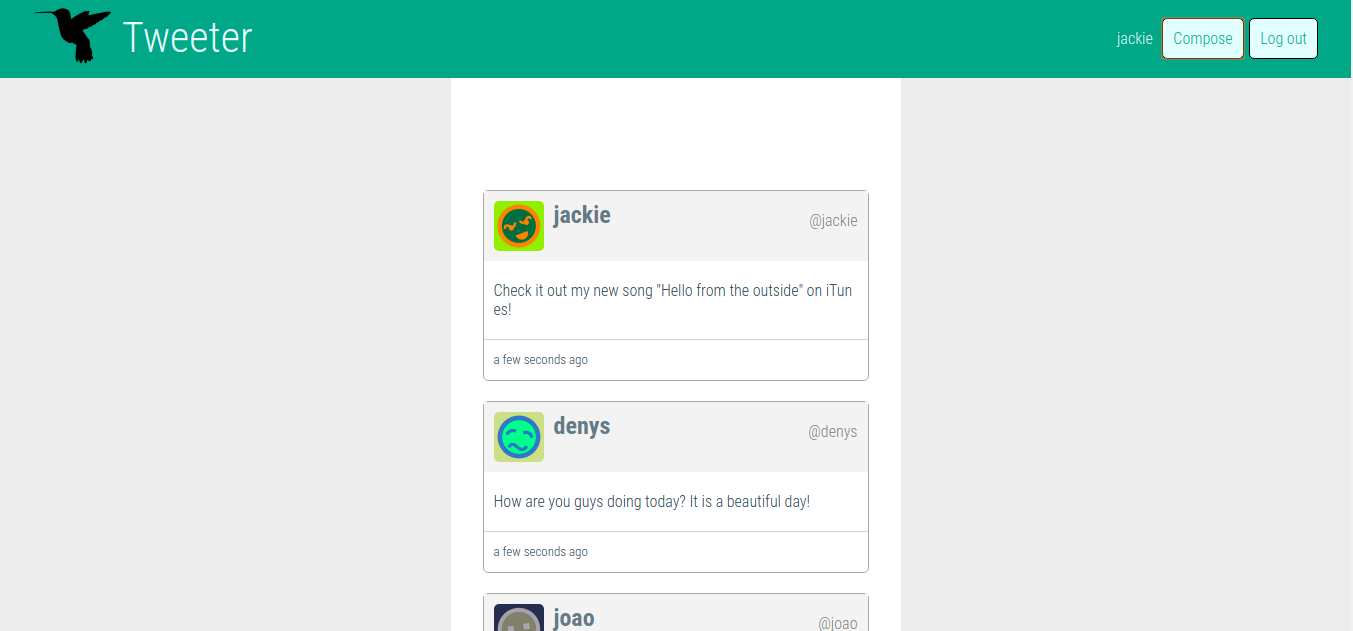 Tweeter
jackie Compose Log out
jackie @jackie
Check it out my new song "Hello from the outside" on iTun
es!
a few seconds ago
denys @denys
How are you guys doing today? It is a beautiful day!
a few seconds ago
joao @joao